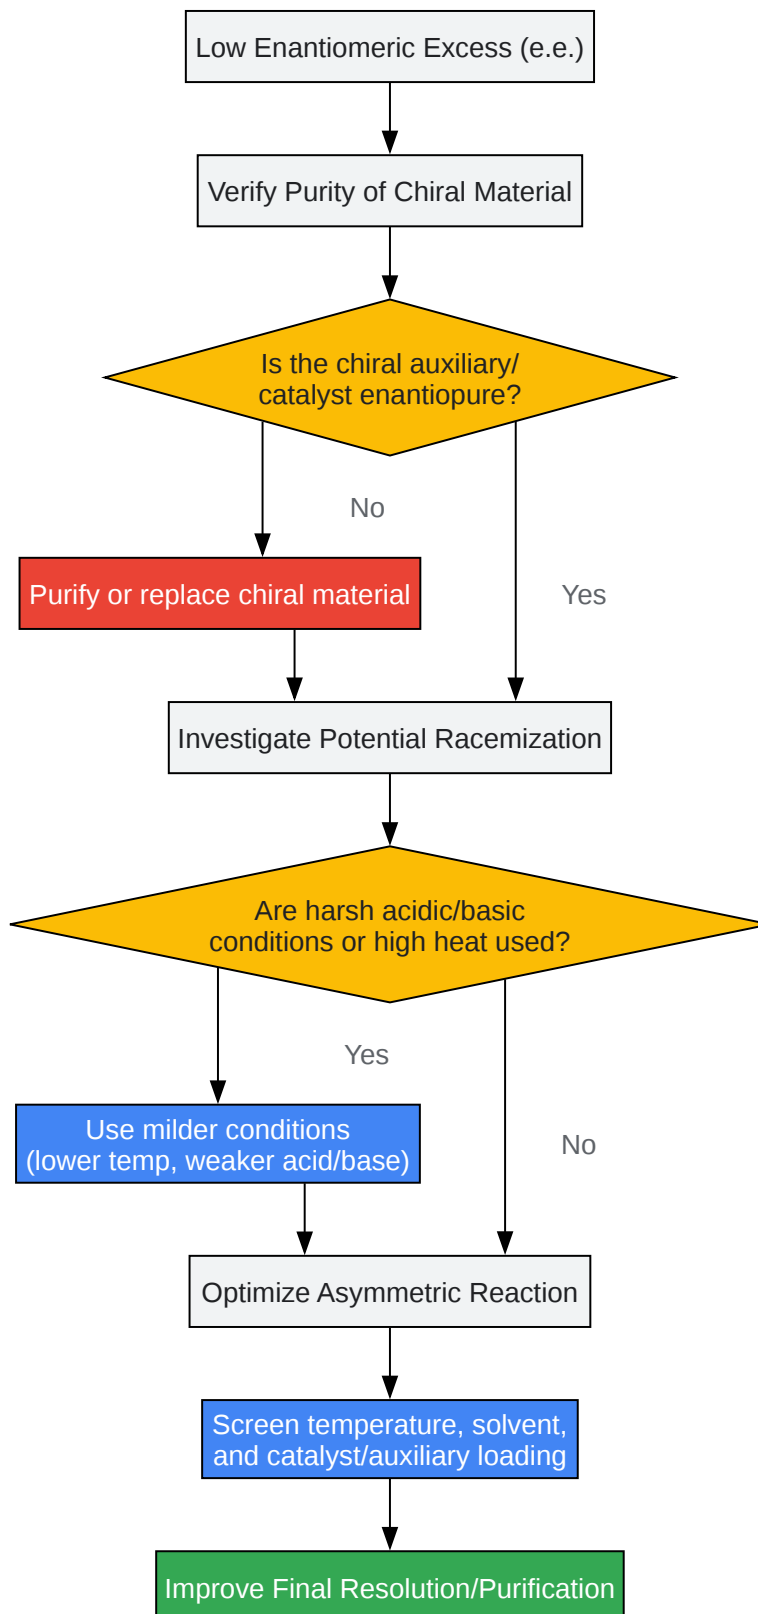 Low Enantiomeric Excess (e.e.)
Verify Purity of Chiral Material
Is the chiral auxiliary/
catalyst enantiopure?
No
Purify or replace chiral material
Yes
Investigate Potential Racemization
Are harsh acidic/basic
conditions or high heat used?
Yes
Use milder conditions
(lower temp, weaker acid/base)
No
Optimize Asymmetric Reaction
Screen temperature, solvent,
and catalyst/auxiliary loading
Improve Final Resolution/Purification